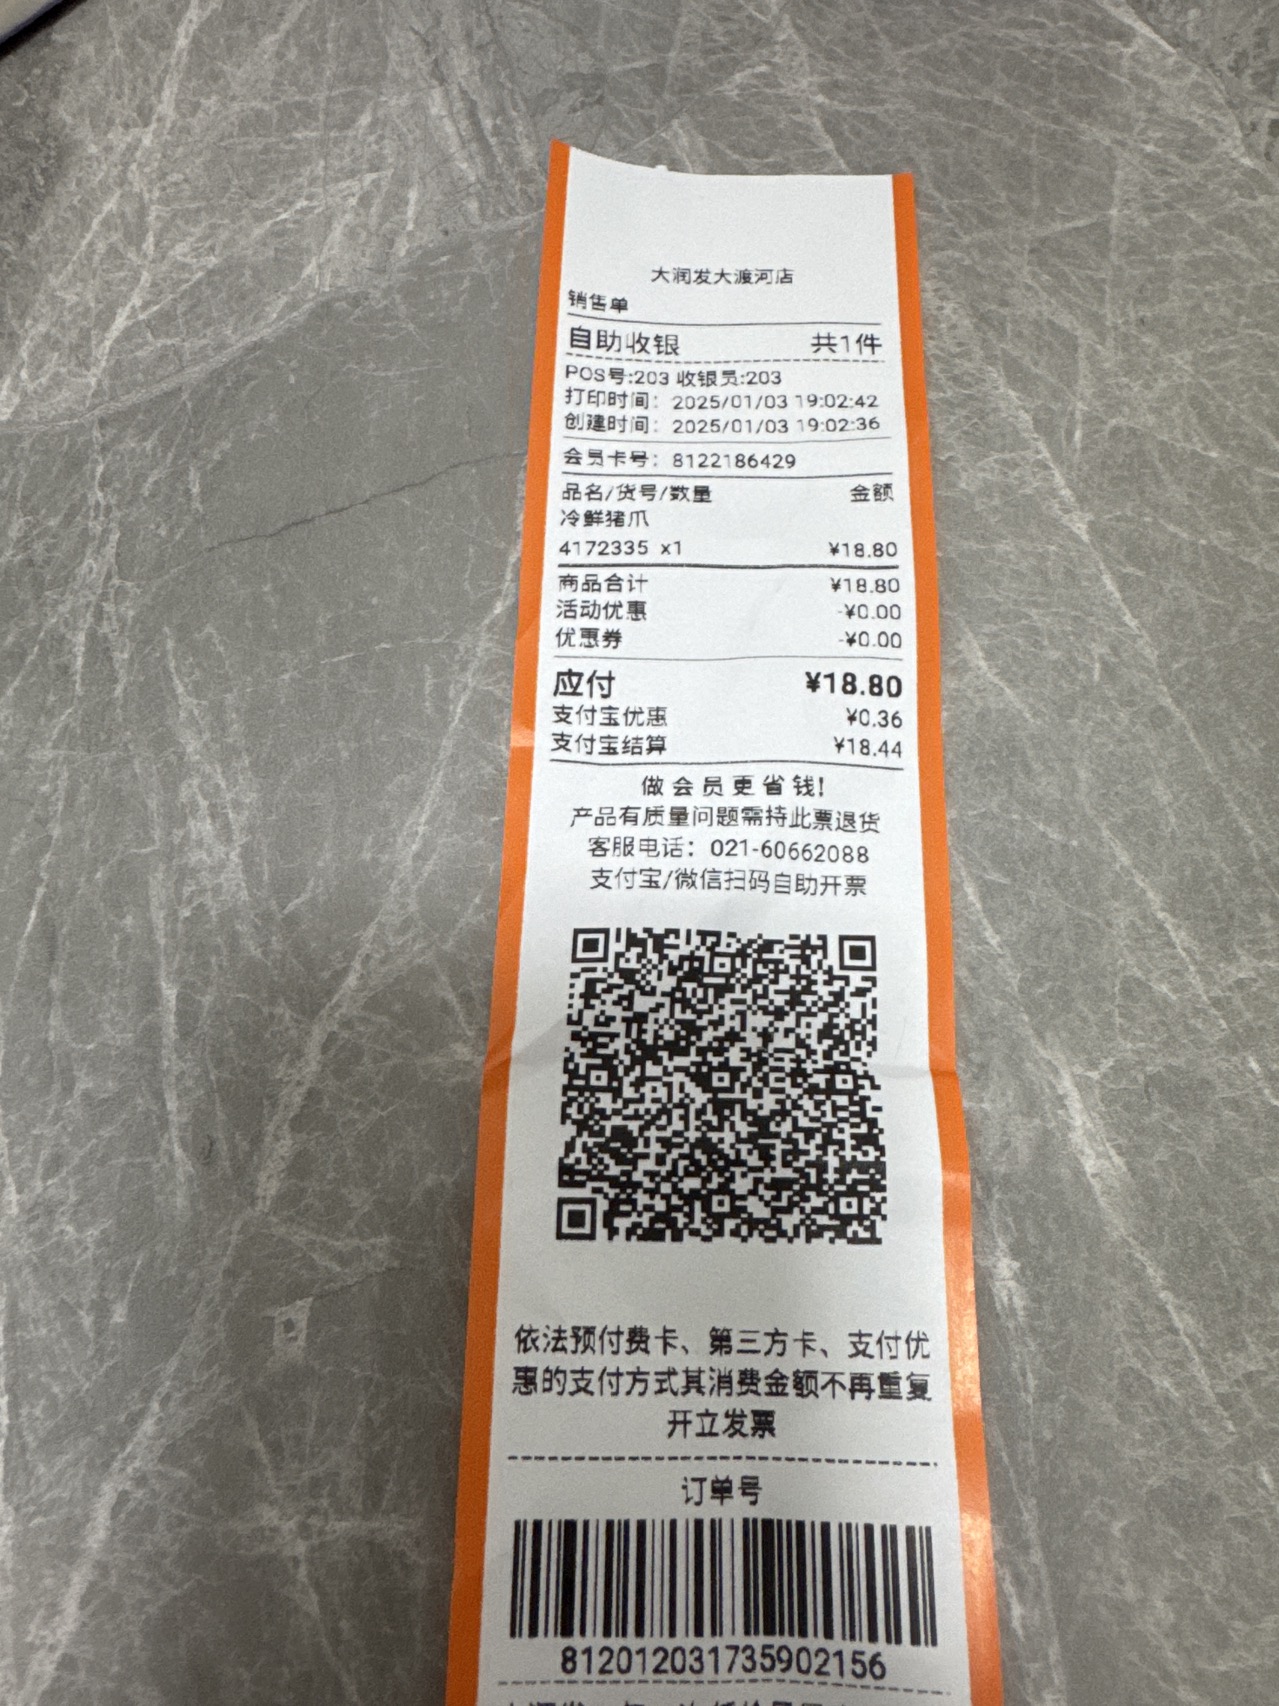 大润发大渡河店
销售单
自助收银 共1件
POS号:203 收银员:203
打印时间：2025/01/03 19:02:42
创建时间：2025/01/03 19:02:36
会员卡号：8122186429
品名/货号/数量 金额
冷鲜猪爪
4172335 x1 ¥18.80
商品合计 ¥18.80
活动优惠 -¥0.00
优惠券 -¥0.00
应付 ¥18.80
支付宝优惠 ¥0.36
支付宝结算 ¥18.44
做会员更省钱!
产品有质量问题需持此票退货
客服电话：021-60662088
支付宝/微信扫码自助开票
依法预付费卡、第三方卡、支付优
惠的支付方式其消费金额不再重复
开立发票
订单号
812012031735902156